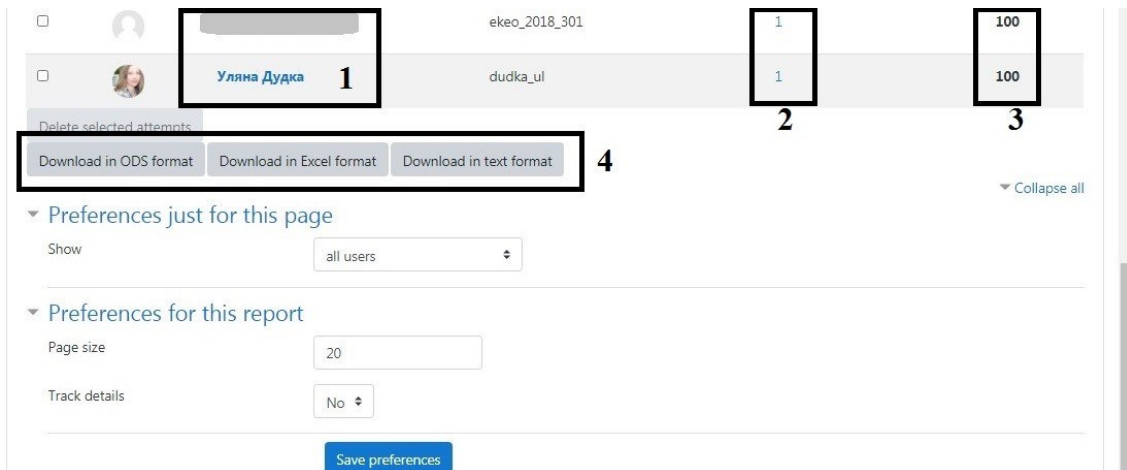 ekeo_2018_301 1 100
Уляна Дудка 1 dudka_ul 1 100
Delete selected attempts 2 3
Download in ODS format Download in Excel format Download in text format 4
Collapse all
Preferences just for this page
Show all users
Preferences for this report
Page size 20
Track details No
Save preferences